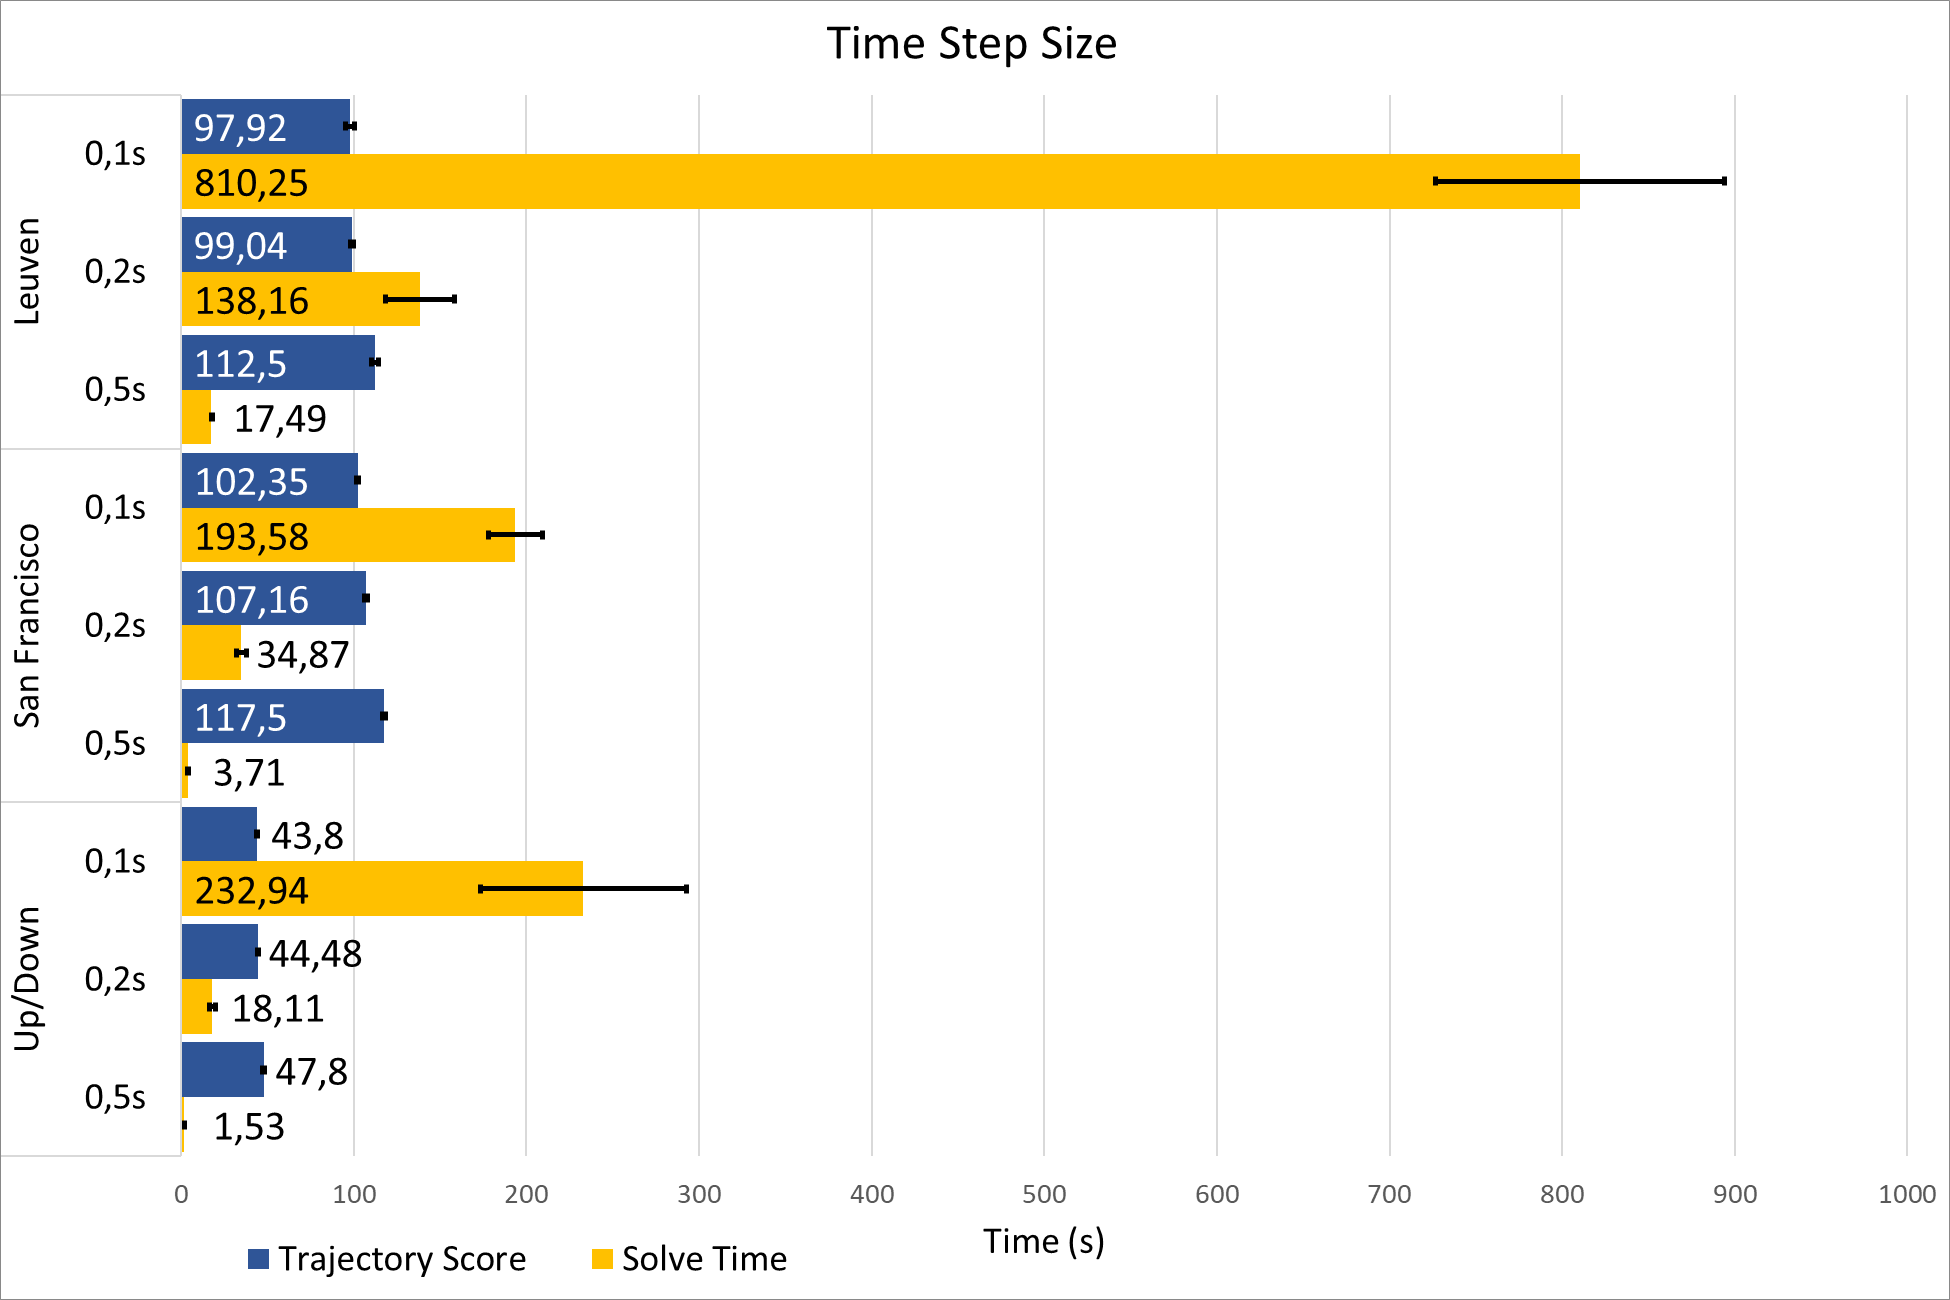 Time Step Size
Leuven
0,1s
97,92
810,25
0,2s
99,04
138,16
0,5s
112,5
17,49
San Francisco
0,1s
102,35
193,58
0,2s
107,16
34,87
0,5s
117,5
3,71
Up/Down
0,1s
43,8
232,94
0,2s
44,48
18,11
0,5s
47,8
1,53
0 100 200 300 400 500 600 700 800 900 1000
Time (s)
Trajectory Score Solve Time